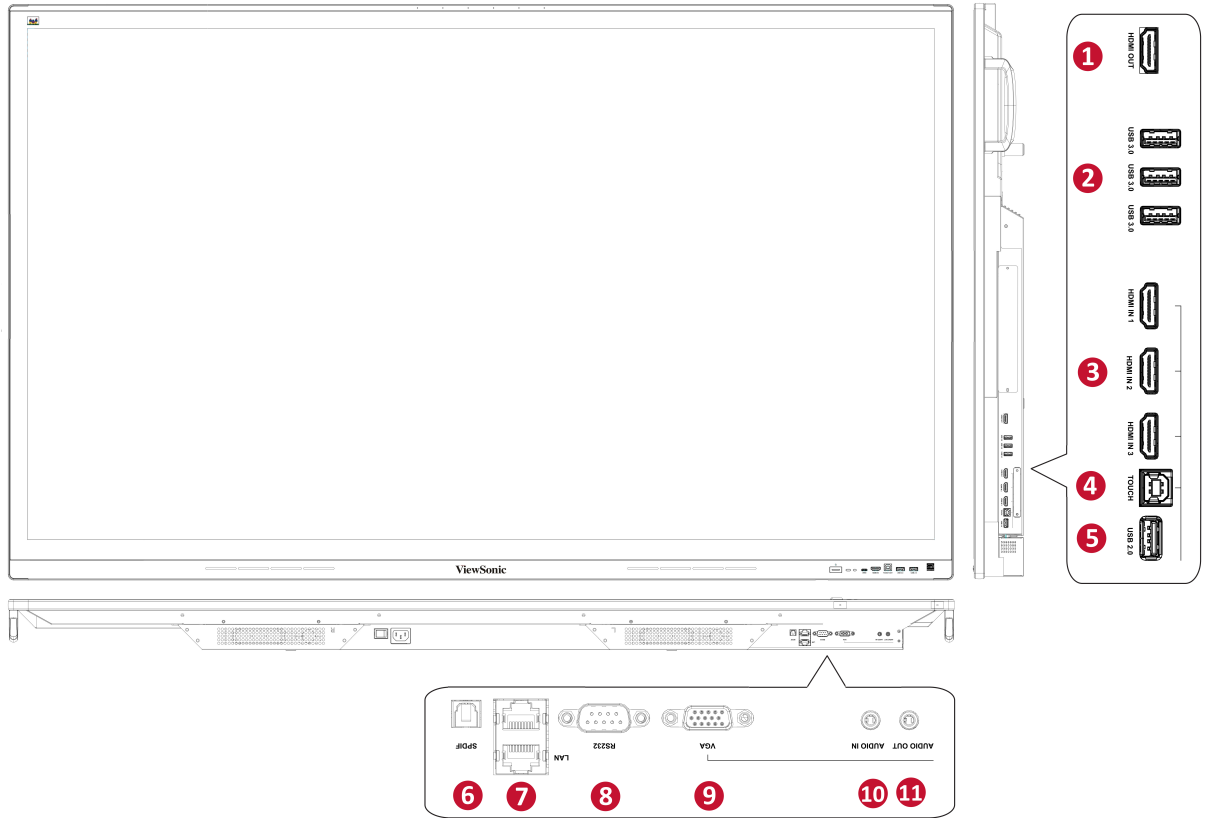 HDMI OUT
1
USB 3.0
USB 3.0
2
USB 3.0
HDMI IN 1
HDMI IN 2
3
HDMI IN 3
TOUCH
4
USB 2.0
5
ViewSonic
SPDIF
LAN
RS232
VGA
AUDIO IN
AUDIO OUT
6
7
8
9
10
11